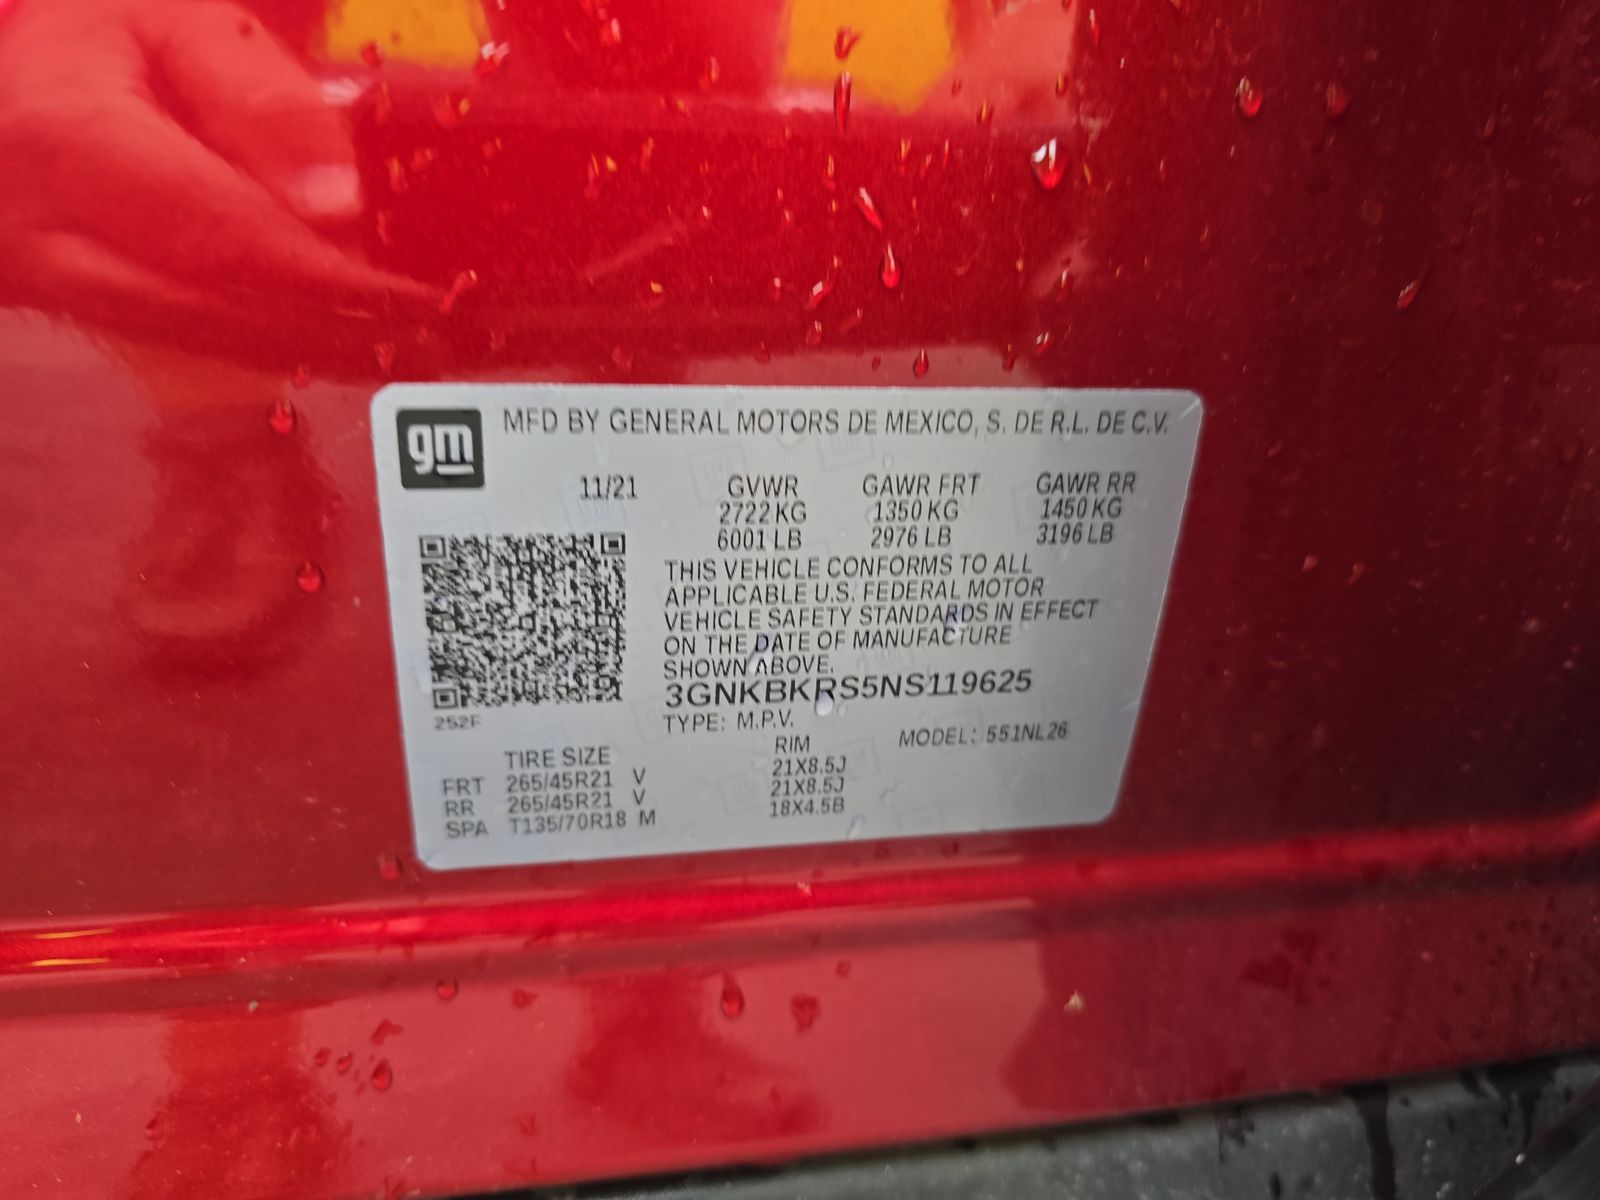 gm
MFD BY GENERAL MOTORS DE MEXICO, S. DE R.L. DE C.V.
11/21 GVWR GAWR FRT GAWR RR
2722 KG 1350 KG 1450 KG
6001 LB 2976 LB 3196 LB
THIS VEHICLE CONFORMS TO ALL
APPLICABLE U.S. FEDERAL MOTOR
VEHICLE SAFETY STANDARDS IN EFFECT
ON THE DATE OF MANUFACTURE
SHOWN ABOVE.
3GNKBKRS5NS119625
252F
TYPE: M.P.V. MODEL: 551NL26
TIRE SIZE RIM
FRT 265/45R21 V 21X8.5J
RR 265/45R21 V 21X8.5J
SPA T135/70R18 M 18X4.5B